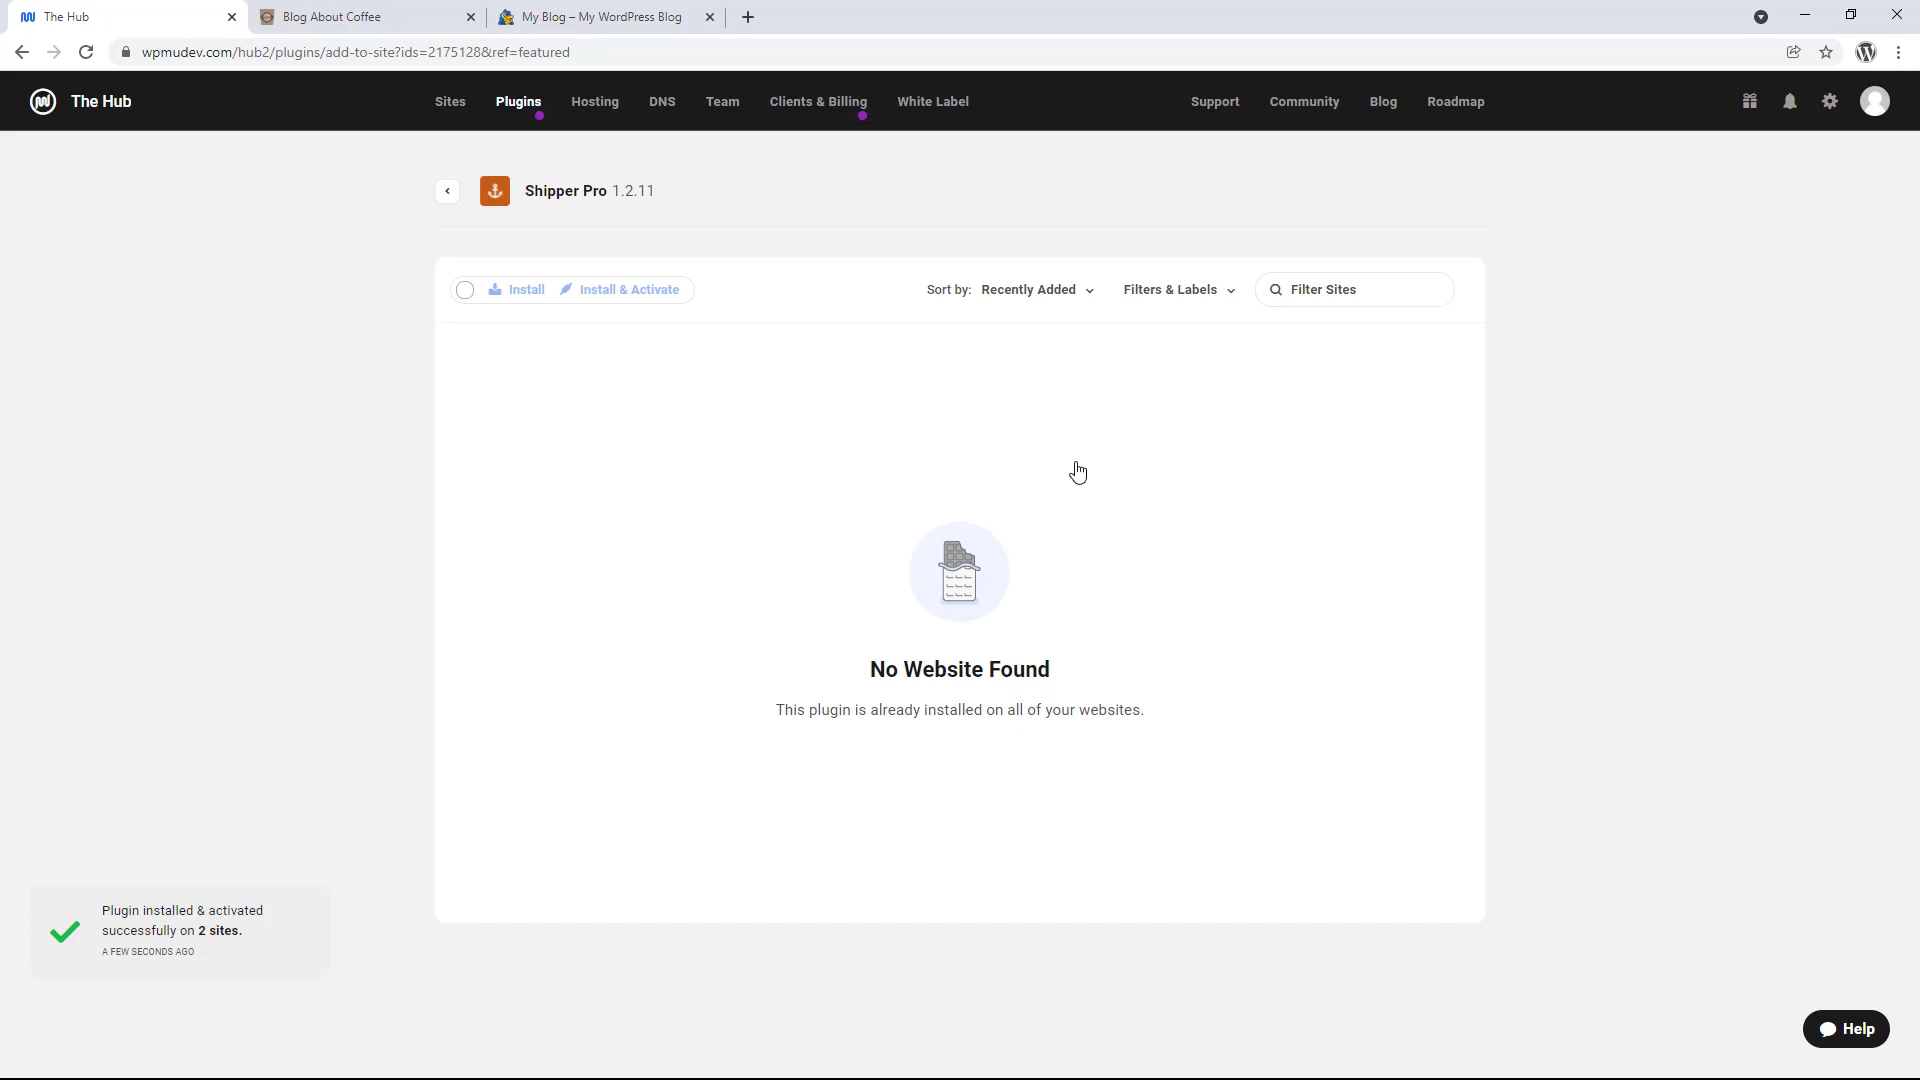 The Hub
Blog About Coffee
My Blog – My WordPress Blog
wpmudev.com/hub2/plugins/add-to-site?ids=2175128&ref=featured
The Hub
Sites
Plugins
Hosting
DNS
Team
Clients & Billing
White Label
Support
Community
Blog
Roadmap
Shipper Pro 1.2.11
Install
Install & Activate
Sort by: Recently Added
Filters & Labels
Filter Sites
No Website Found
This plugin is already installed on all of your websites.
Plugin installed & activated
successfully on 2 sites.
A FEW SECONDS AGO
Help